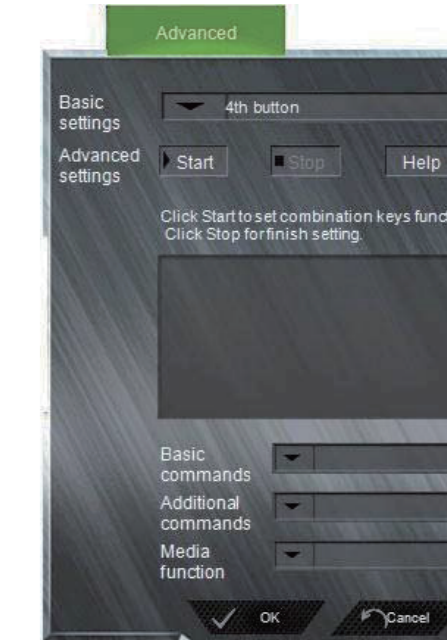 Advanced
Basic
settings
4th button
Advanced
settings
Start
Stop
Help
Click Start to set combination keys func
Click Stop for finish setting.
Basic
commands
Additional
commands
Media
function
OK
Cancel